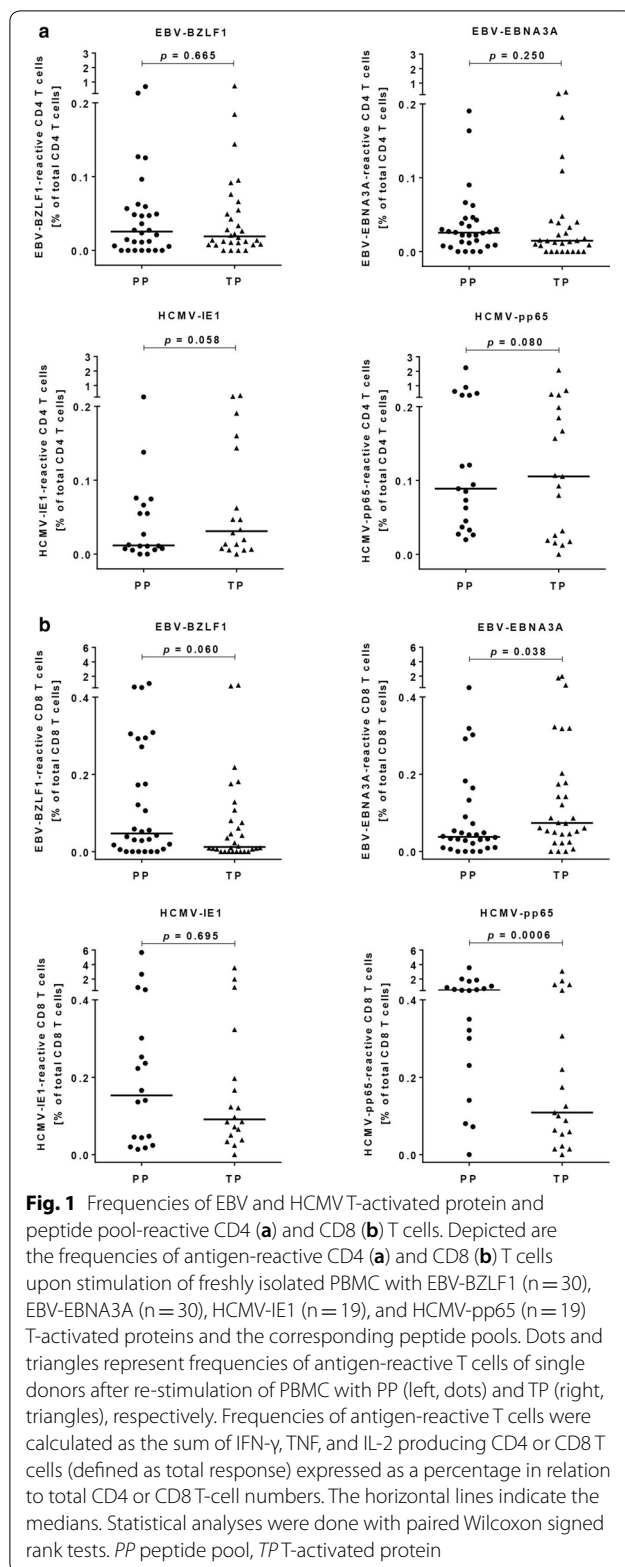 a
EBV-BZLF1
p = 0.665
EBV-BZLF1-reactive CD4 T cells
[% of total CD4 T cells]
3
2
1
0.2
0.1
0.0
PP
TP
EBV-EBNA3A
p = 0.250
EBV-EBNA3A-reactive CD4 T cells
[% of total CD4 T cells]
3
2
1
0.2
0.1
0.0
PP
TP
HCMV-IE1
p = 0.058
HCMV-IE1-reactive CD4 T cells
[% of total CD4 T cells]
3
2
1
0.2
0.1
0.0
PP
TP
HCMV-pp65
p = 0.080
HCMV-pp65-reactive CD4 T cells
[% of total CD4 T cells]
3
2
1
0.2
0.1
0.0
PP
TP
b
EBV-BZLF1
p = 0.060
EBV-BZLF1-reactive CD8 T cells
[% of total CD8 T cells]
6
4
2
0.4
0.2
0.0
PP
TP
EBV-EBNA3A
p = 0.038
EBV-EBNA3A-reactive CD8 T cells
[% of total CD8 T cells]
6
4
2
0.4
0.2
0.0
PP
TP
HCMV-IE1
p = 0.695
HCMV-IE1-reactive CD8 T cells
[% of total CD8 T cells]
6
4
2
0.4
0.2
0.0
PP
TP
HCMV-pp65
p = 0.0006
HCMV-pp65-reactive CD8 T cells
[% of total CD8 T cells]
6
4
2
0.4
0.2
0.0
PP
TP
Fig. 1 Frequencies of EBV and HCMV T-activated protein and
peptide pool-reactive CD4 (a) and CD8 (b) T cells. Depicted are
the frequencies of antigen-reactive CD4 (a) and CD8 (b) T cells
upon stimulation of freshly isolated PBMC with EBV-BZLF1 (n = 30),
EBV-EBNA3A (n = 30), HCMV-IE1 (n = 19), and HCMV-pp65 (n = 19)
T-activated proteins and the corresponding peptide pools. Dots and
triangles represent frequencies of antigen-reactive T cells of single
donors after re-stimulation of PBMC with PP (left, dots) and TP (right,
triangles), respectively. Frequencies of antigen-reactive T cells were
calculated as the sum of IFN-γ, TNF, and IL-2 producing CD4 or CD8 T
cells (defined as total response) expressed as a percentage in relation
to total CD4 or CD8 T-cell numbers. The horizontal lines indicate the
medians. Statistical analyses were done with paired Wilcoxon signed
rank tests. PP peptide pool, TP T-activated protein